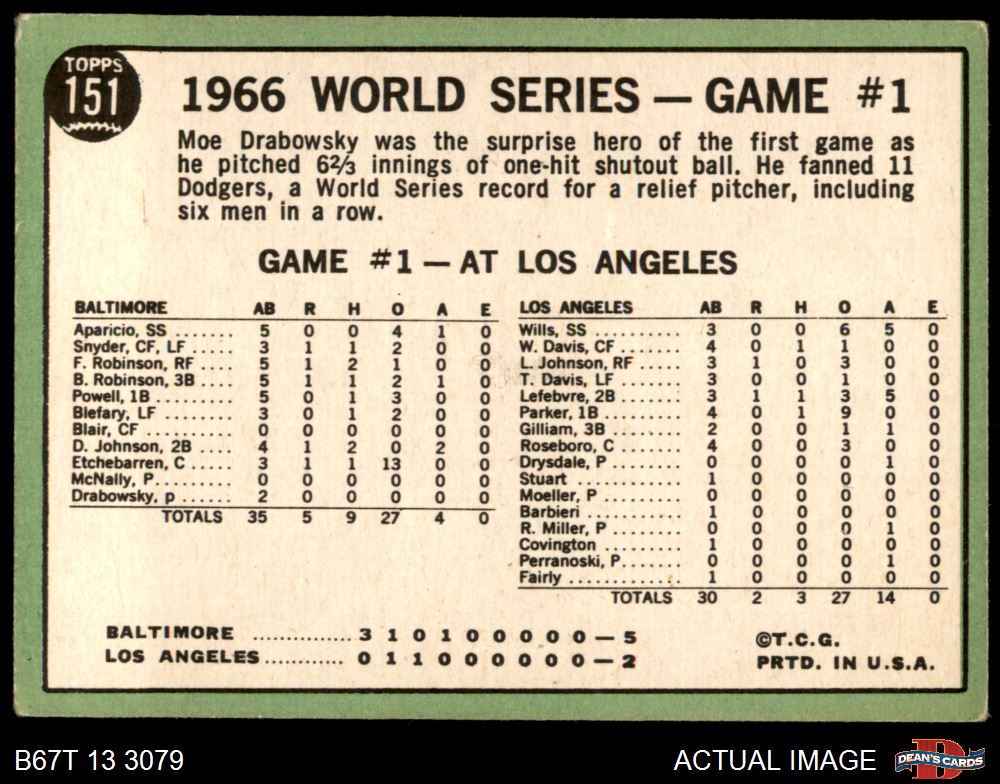 TOPPS
151
1966 WORLD SERIES — GAME #1
Moe Drabowsky was the surprise hero of the first game as
he pitched 6⅔ innings of one-hit shutout ball. He fanned 11
Dodgers, a World Series record for a relief pitcher, including
six men in a row.
GAME #1 — AT LOS ANGELES
BALTIMORE AB R H O A E
Aparicio, SS ....... 5 0 0 4 1 0
Snyder, CF, LF ..... 3 1 1 2 0 0
F. Robinson, RF .... 5 1 2 1 0 0
B. Robinson, 3B .... 5 1 1 2 1 0
Powell, 1B ......... 5 0 1 3 0 0
Blefary, LF ........ 3 0 1 2 0 0
Blair, CF .......... 0 0 0 0 0 0
D. Johnson, 2B .... 4 1 2 0 2 0
Etchebarren, C ..... 3 1 1 13 0 0
McNally, P.......... 0 0 0 0 0 0
Drabowsky, p ...... 2 0 0 0 0 0
TOTALS 35 5 9 27 4 0
LOS ANGELES AB R H O A E
Wills, SS .......... 3 0 0 6 5 0
W. Davis, CF ....... 4 0 1 1 0 0
L. Johnson, RF ..... 3 1 0 3 0 0
T. Davis, LF ....... 3 0 0 1 0 0
Lefebvre, 2B ....... 3 1 1 3 5 0
Parker, 1B ......... 4 0 1 9 0 0
Gilliam, 3B ........ 2 0 0 1 1 0
Roseboro, C ....... 4 0 0 3 0 0
Drysdale, P ........ 0 0 0 0 1 0
Stuart ............. 1 0 0 0 0 0
Moeller, P ......... 0 0 0 0 0 0
Barbieri ........... 1 0 0 0 0 0
R. Miller, P ....... 0 0 0 0 1 0
Covington ......... 1 0 0 0 0 0
Perranoski, P....... 0 0 0 0 1 0
Fairly ............. 1 0 0 0 0 0
TOTALS 30 2 3 27 14 0
BALTIMORE .............. 3 1 0 1 0 0 0 0 0 — 5
LOS ANGELES............ 0 1 1 0 0 0 0 0 0 — 2
©T.C.G.
PRTD. IN U.S.A.
B67T 13 3079
ACTUAL IMAGE
DEAN'S CARDS